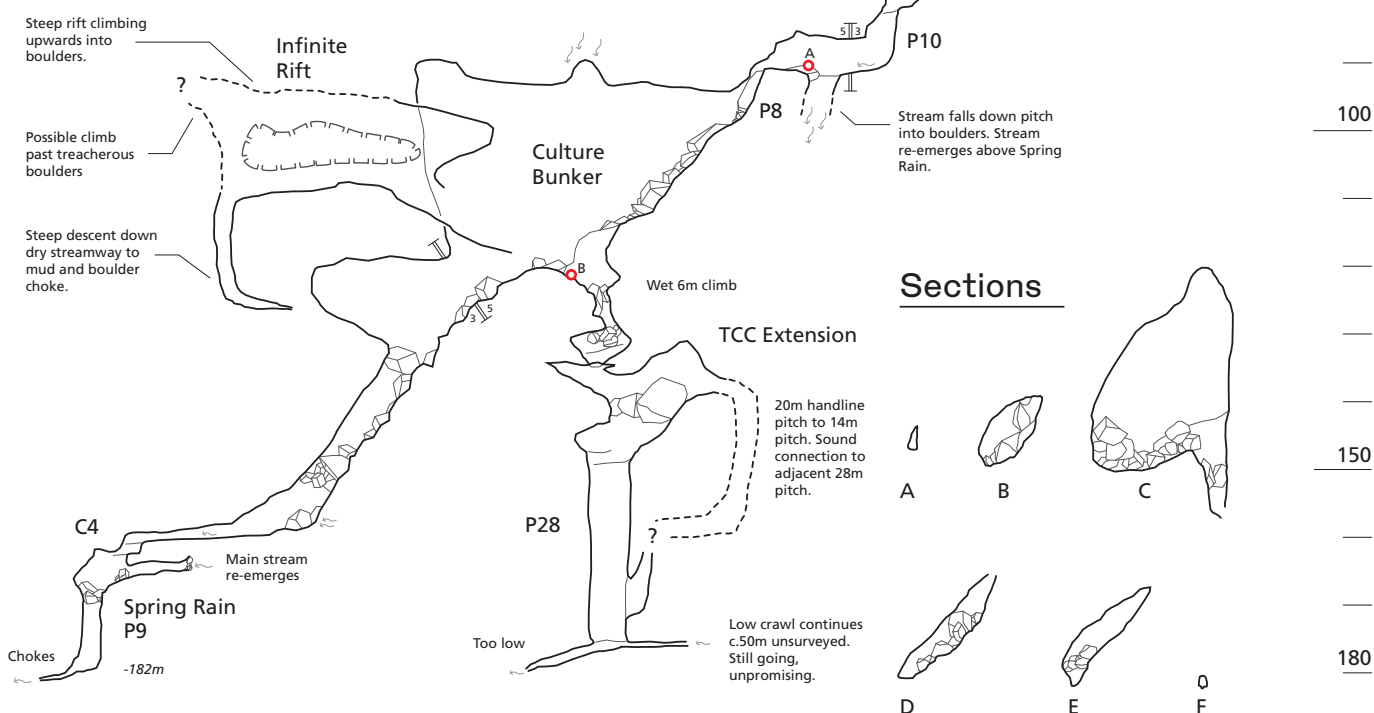 Steep rift climbing
upwards into
boulders.
Infinite
Rift
?
Possible climb
past treacherous
boulders
Steep descent down
dry streamway to
mud and boulder
choke.
Culture
Bunker
5 3
A
P10
P8
Stream falls down pitch
into boulders. Stream
re-emerges above Spring
Rain.
100
B
Wet 6m climb
3 5
TCC Extension
20m handline
pitch to 14m
pitch. Sound
connection to
adjacent 28m
pitch.
P28
?
C4
Main stream
re-emerges
Spring Rain
P9
-182m
Chokes
Too low
Low crawl continues
c.50m unsurveyed.
Still going,
unpromising.
Sections
A
B
C
150
D
E
F
180